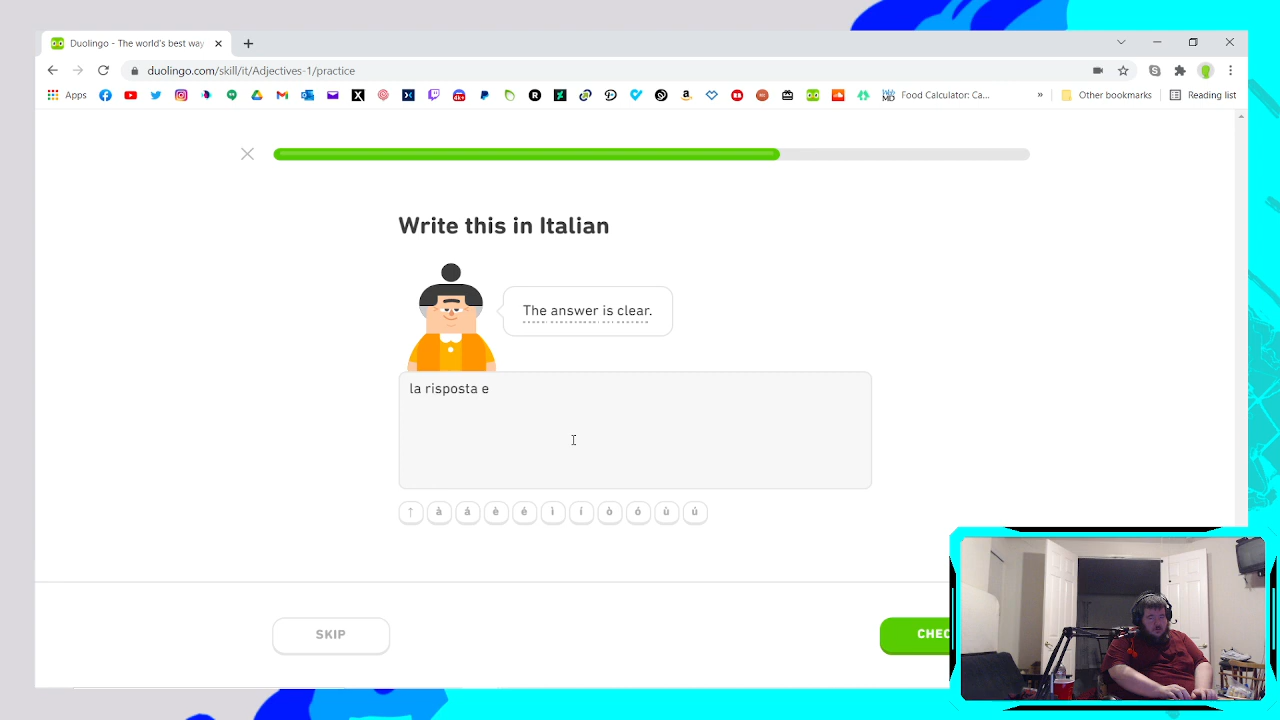 Duolingo - The world's best way
duolingo.com/skill/it/Adjectives-1/practice
Apps
Food Calculator: Ca...
»
Other bookmarks
Reading list
Write this in Italian
The answer is clear.
la risposta e
↑ à á è é ì í ò ó ù ú
SKIP
CHEC